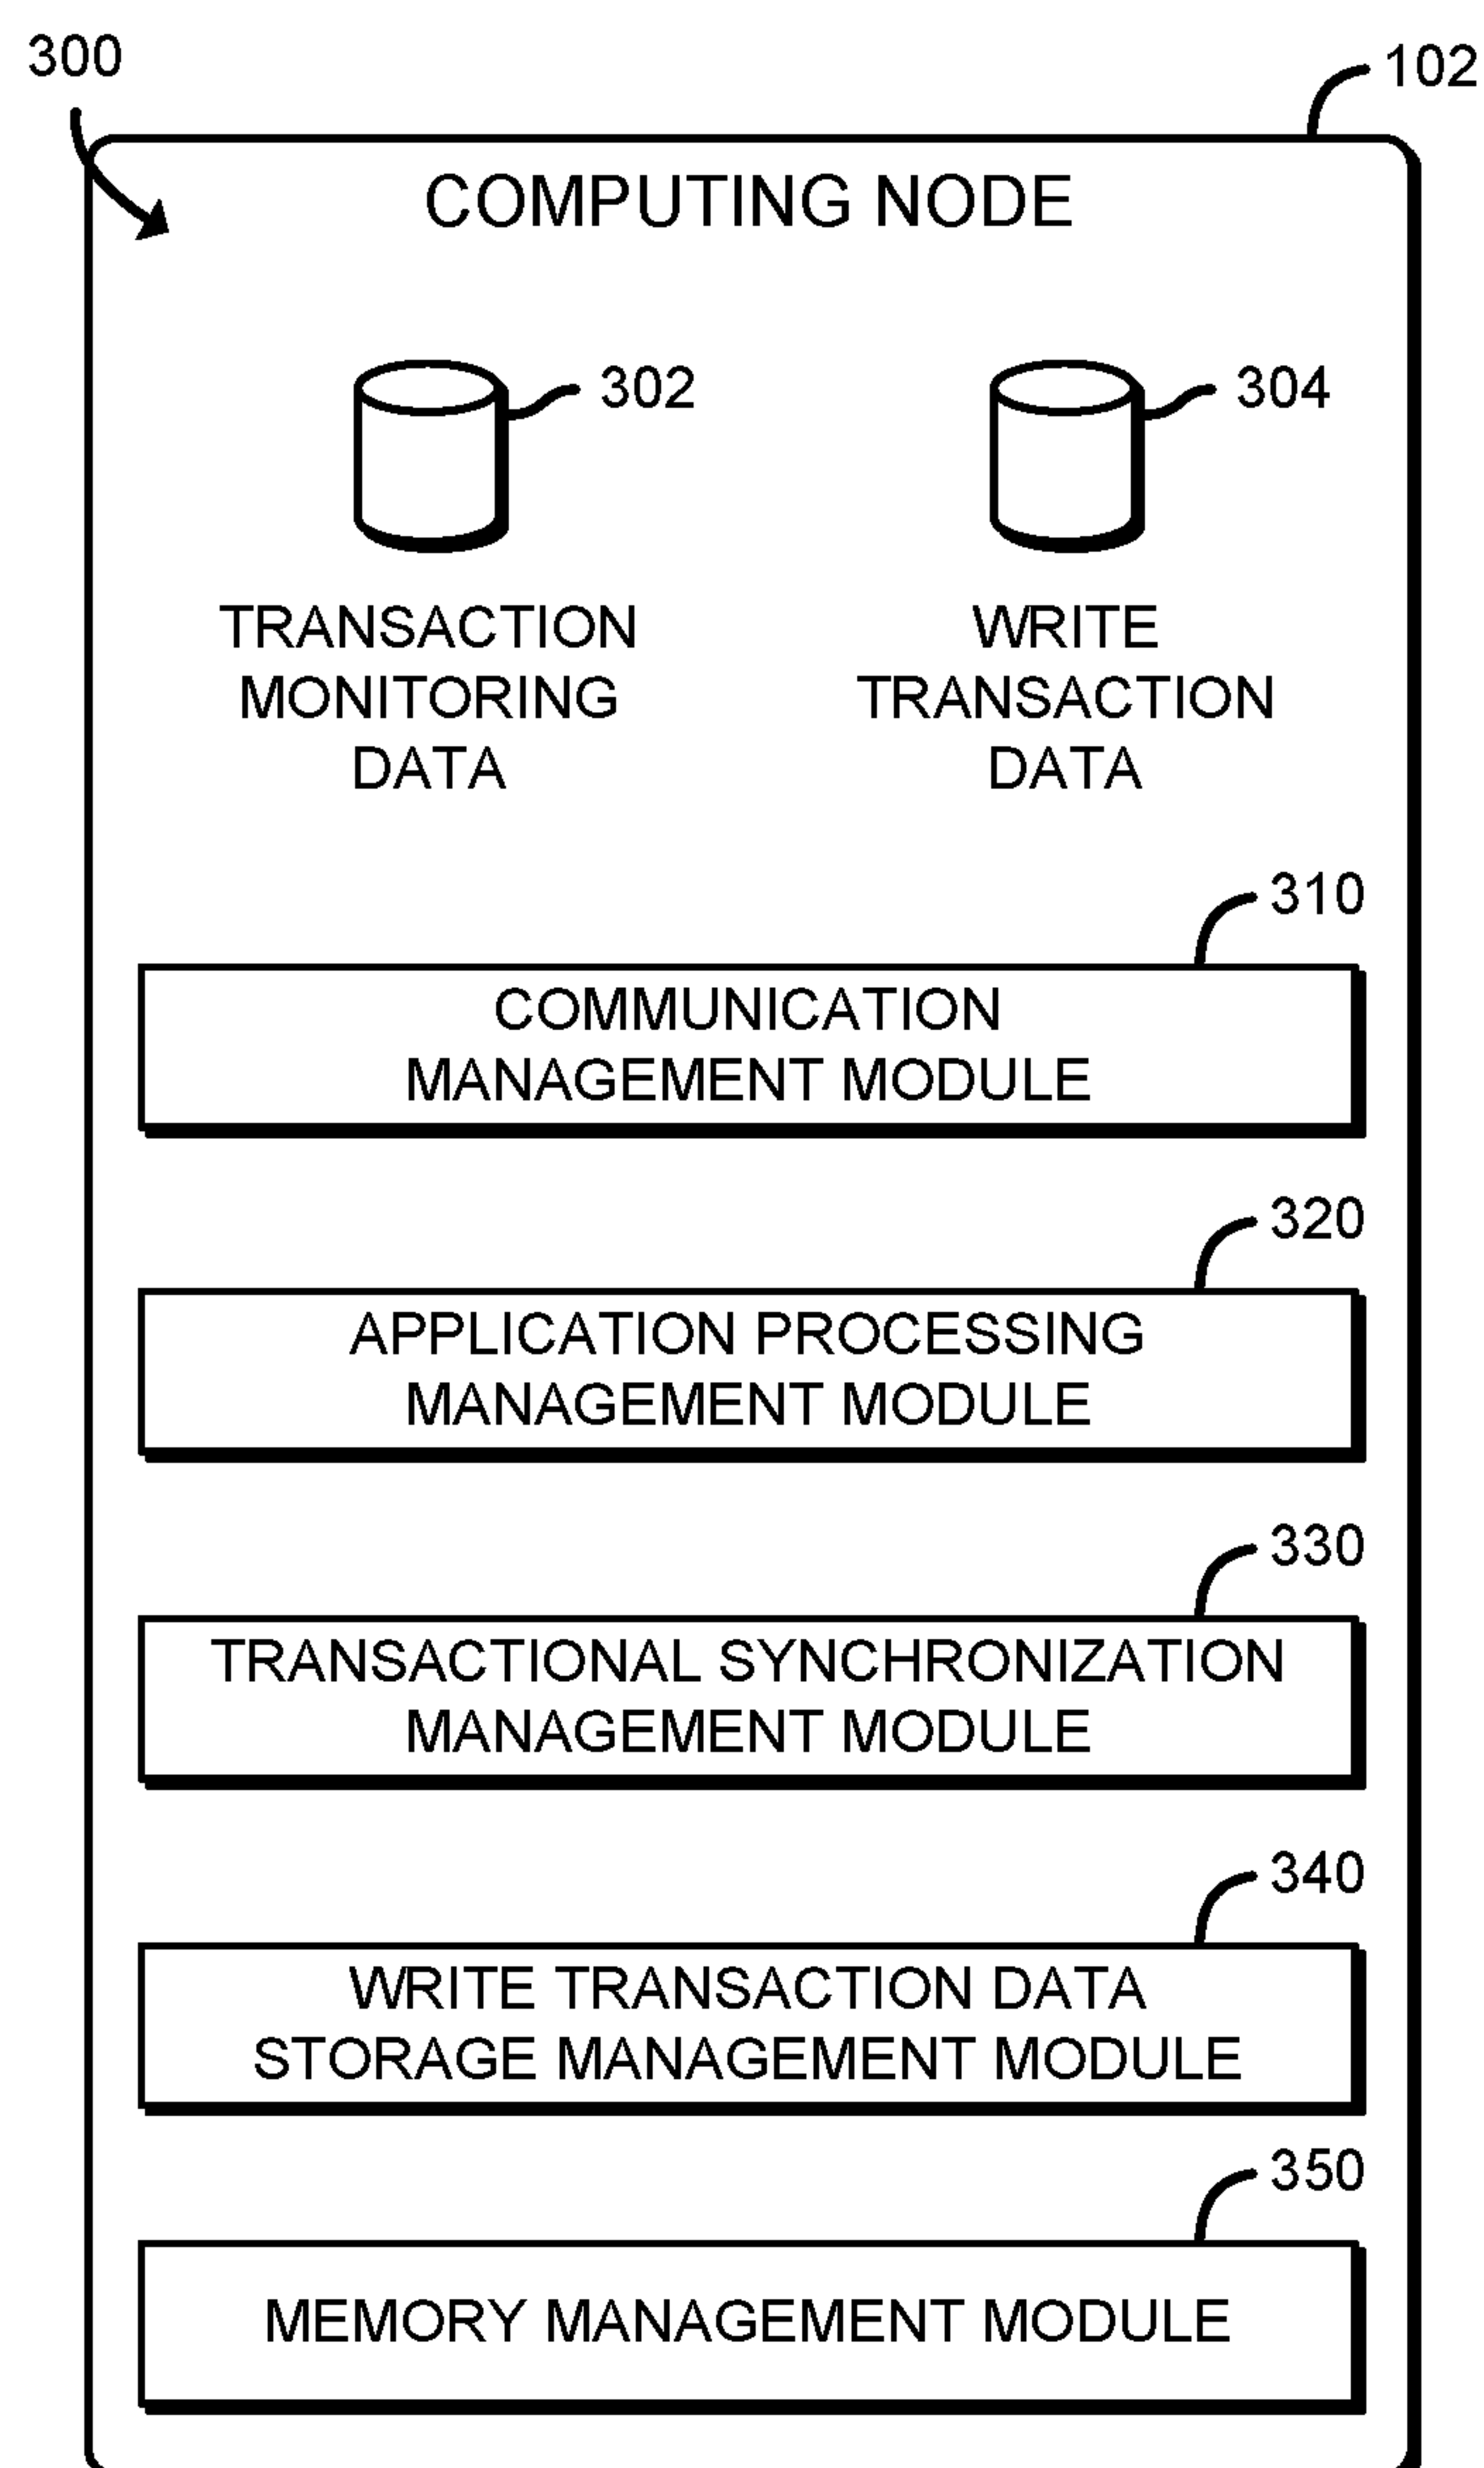 300
102
COMPUTING NODE
302
304
TRANSACTION
MONITORING
DATA
WRITE
TRANSACTION
DATA
310
COMMUNICATION
MANAGEMENT MODULE
320
APPLICATION PROCESSING
MANAGEMENT MODULE
330
TRANSACTIONAL SYNCHRONIZATION
MANAGEMENT MODULE
340
WRITE TRANSACTION DATA
STORAGE MANAGEMENT MODULE
350
MEMORY MANAGEMENT MODULE